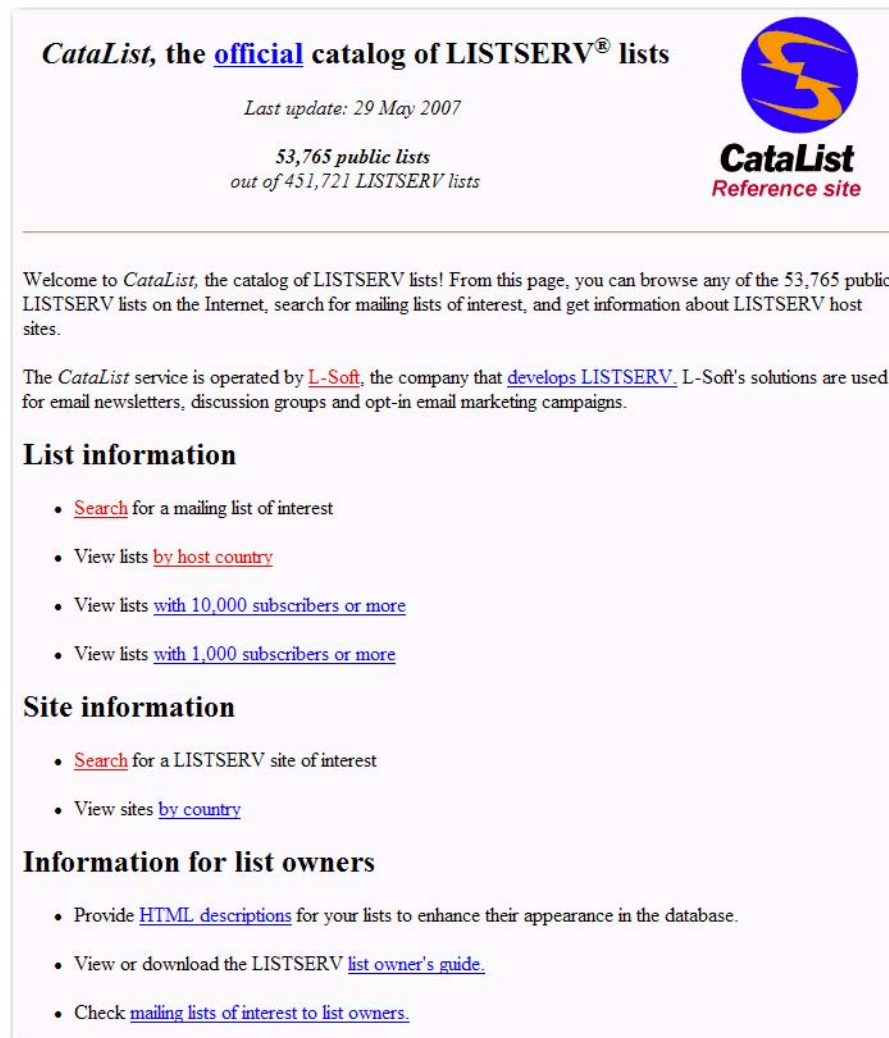 CataList, the official catalog of LISTSERV® lists
Last update: 29 May 2007
53,765 public lists
out of 451,721 LISTSERV lists
CataList
Reference site
Welcome to CataList, the catalog of LISTSERV lists! From this page, you can browse any of the 53,765 public
LISTSERV lists on the Internet, search for mailing lists of interest, and get information about LISTSERV host
sites.
The CataList service is operated by L-Soft, the company that develops LISTSERV. L-Soft's solutions are used
for email newsletters, discussion groups and opt-in email marketing campaigns.
List information
• Search for a mailing list of interest
• View lists by host country
• View lists with 10,000 subscribers or more
• View lists with 1,000 subscribers or more
Site information
• Search for a LISTSERV site of interest
• View sites by country
Information for list owners
• Provide HTML descriptions for your lists to enhance their appearance in the database.
• View or download the LISTSERV list owner's guide.
• Check mailing lists of interest to list owners.